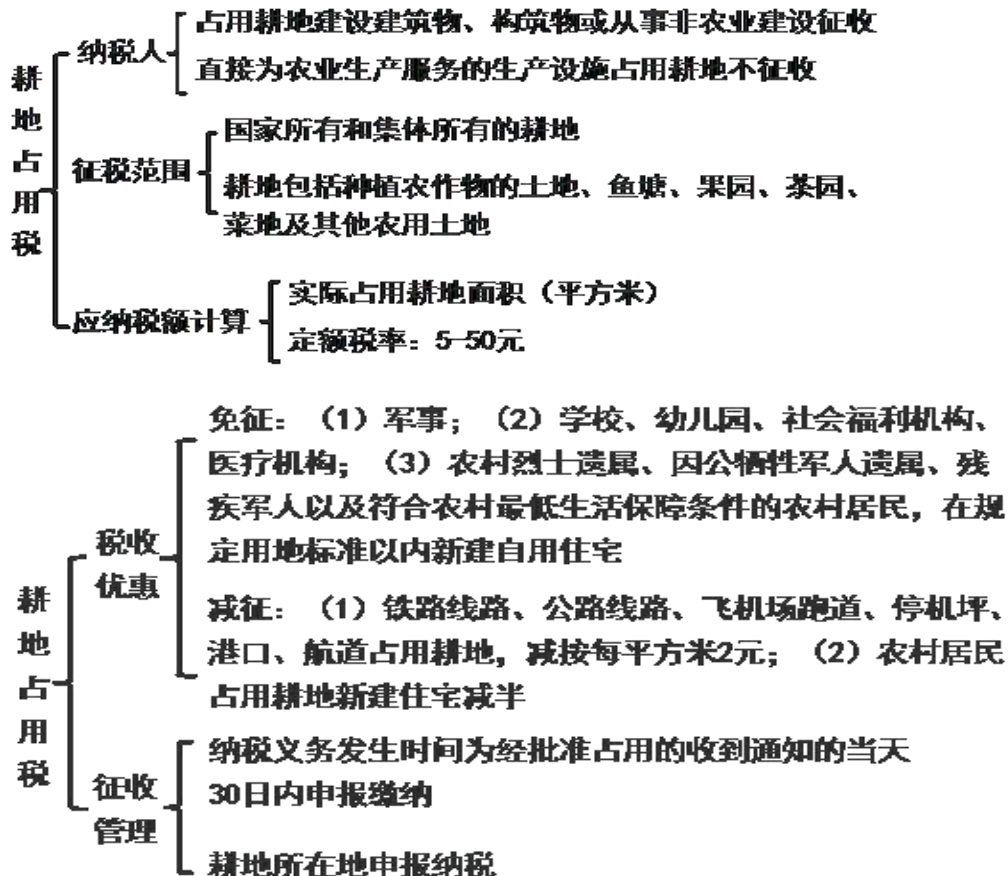 耕地占用税
纳税人
占用耕地建设建筑物、构筑物或从事非农业建设征收
直接为农业生产服务的生产设施占用耕地不征收
征税范围
国家所有和集体所有的耕地
耕地包括种植农作物的土地、鱼塘、果园、茶园、
菜地及其他农用土地
应纳税额计算
实际占用耕地面积（平方米）
定额税率：5-50元
耕地占用税
税收
优惠
免征：（1）军事；（2）学校、幼儿园、社会福利机构、
医疗机构；（3）农村烈士遗属、因公牺牲军人遗属、残
疾军人以及符合农村最低生活保障条件的农村居民，在规
定用地标准以内新建自用住宅
减征：（1）铁路线路、公路线路、飞机场跑道、停机坪、
港口、航道占用耕地，减按每平方米2元；（2）农村居民
占用耕地新建住宅减半
征收
管理
纳税义务发生时间为经批准占用的收到通知的当天
30日内申报缴纳
耕地所在地申报纳税